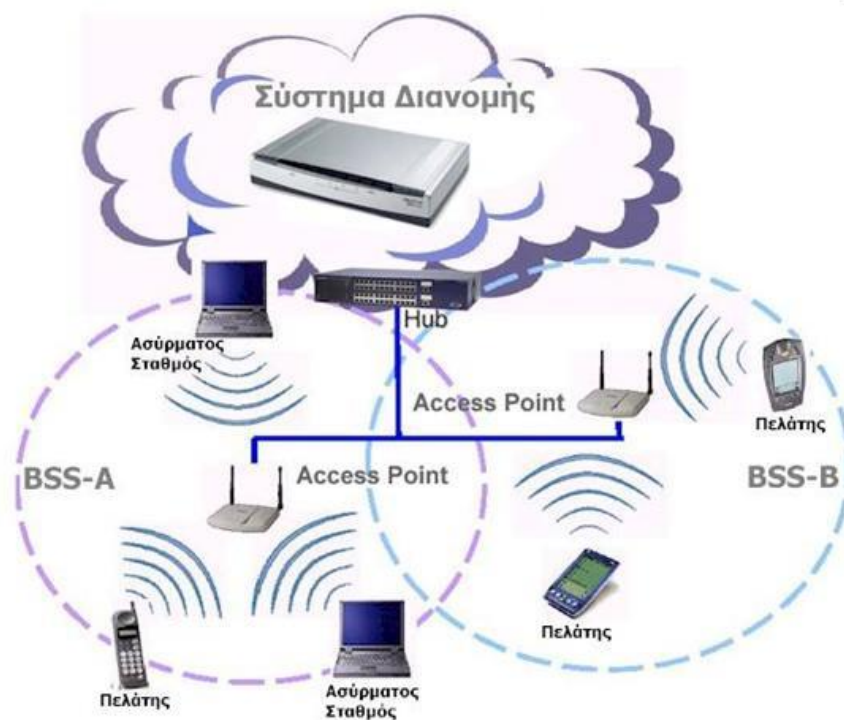 Σύστημα Διανομής
Hub
Ασύρματος
Σταθμός
Access Point
Πελάτης
BSS-A
Access Point
BSS-B
Πελάτης
Πελάτης
Ασύρματος
Σταθμός